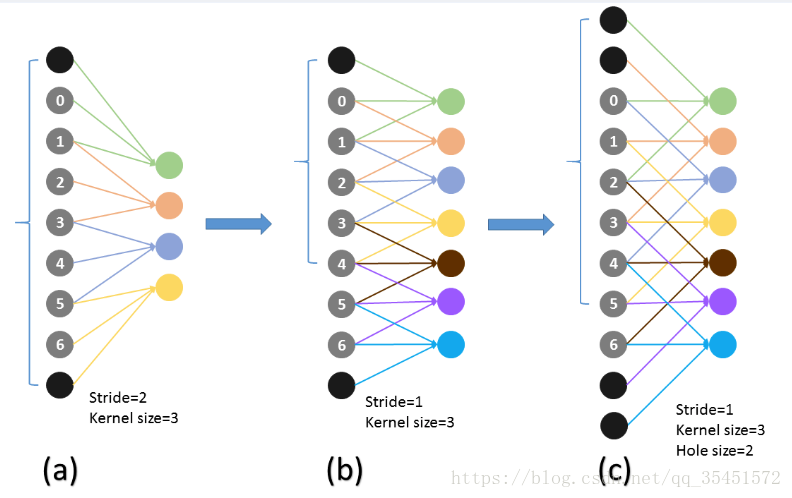 0
1
2
3
4
5
6
Stride=2
Kernel size=3
(a)
0
1
2
3
4
5
6
Stride=1
Kernel size=3
(b)
0
1
2
3
4
5
6
Stride=1
Kernel size=3
Hole size=2
(c)
https://blog.csdn.net/qq_35451572